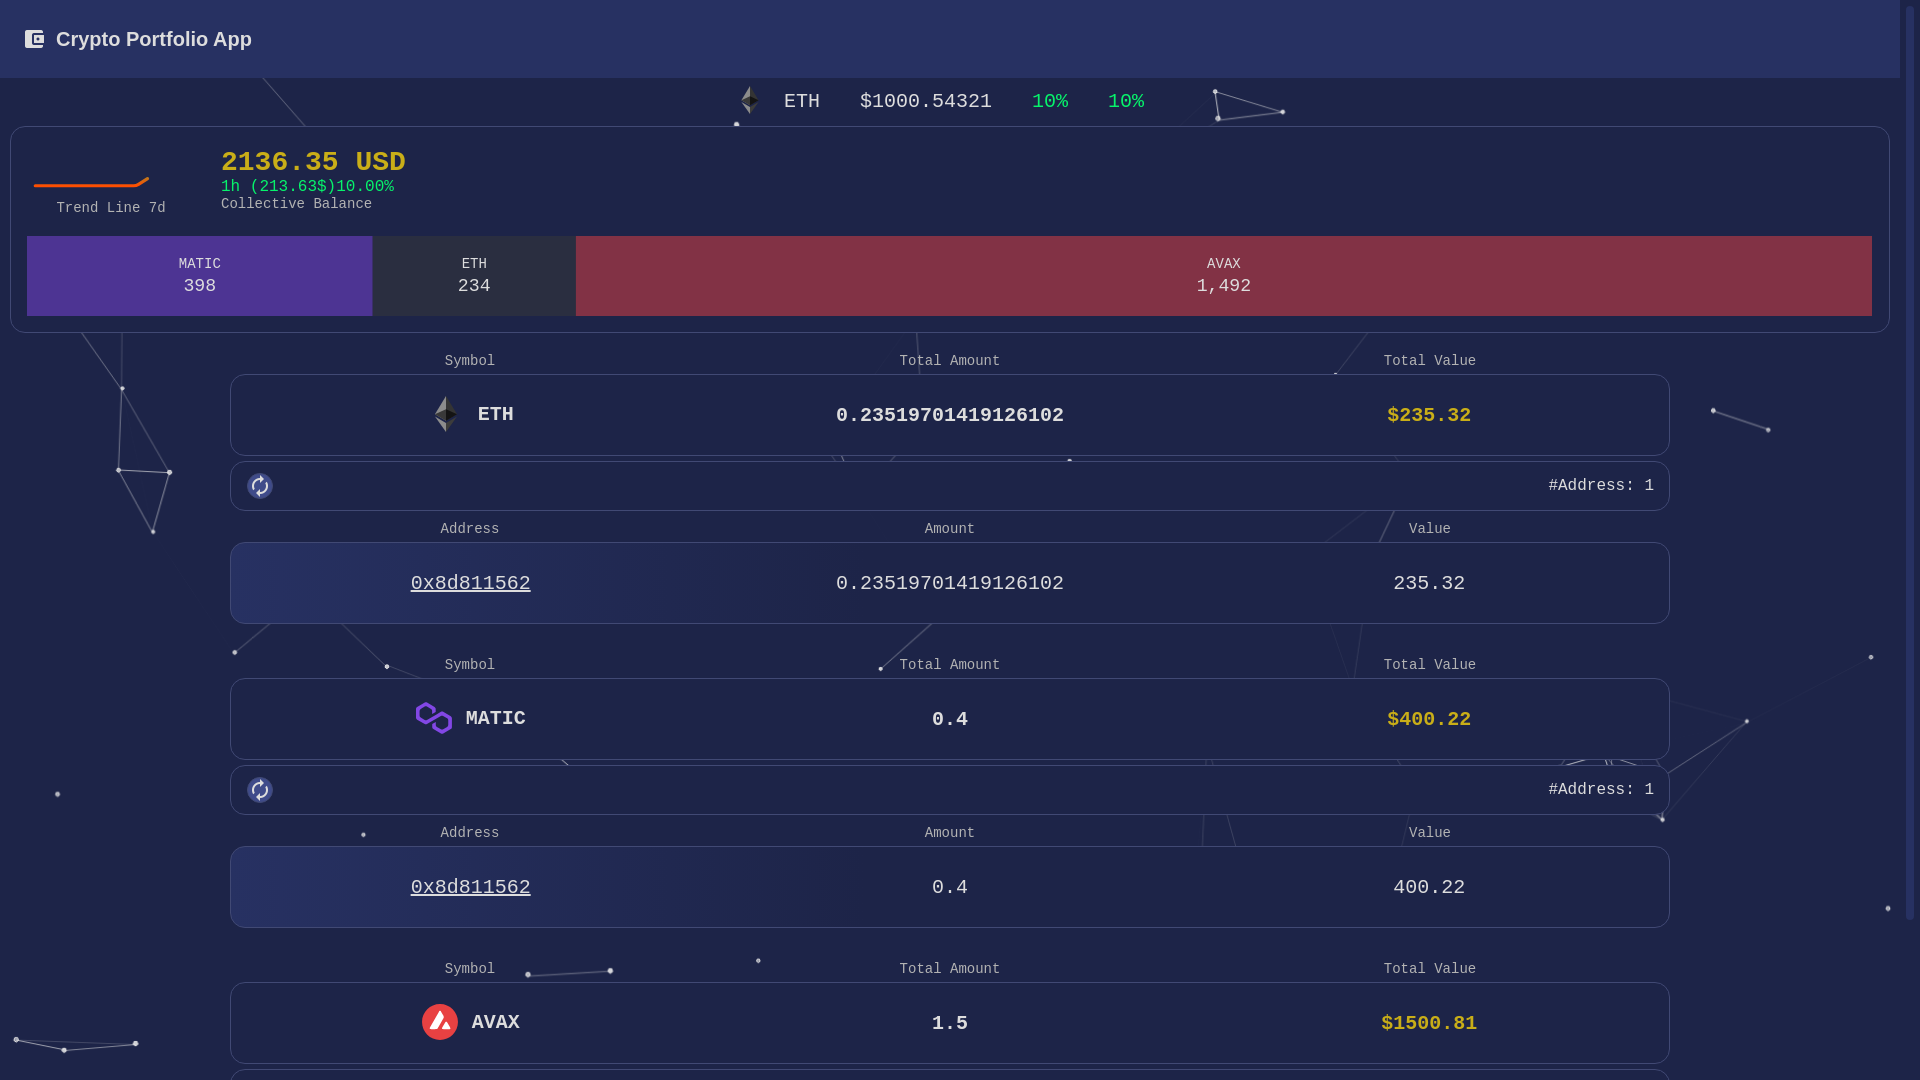 Crypto Portfolio App
ETH $1000.54321 10% 10%
2136.35 USD
1h (213.63$)10.00%
Collective Balance
Trend Line 7d
MATIC
398
ETH
234
AVAX
1,492
Symbol Total Amount Total Value
ETH 0.23519701419126102 $235.32
#Address: 1
Address Amount Value
0x8d811562 0.23519701419126102 235.32
Symbol Total Amount Total Value
MATIC 0.4 $400.22
#Address: 1
Address Amount Value
0x8d811562 0.4 400.22
Symbol Total Amount Total Value
AVAX 1.5 $1500.81